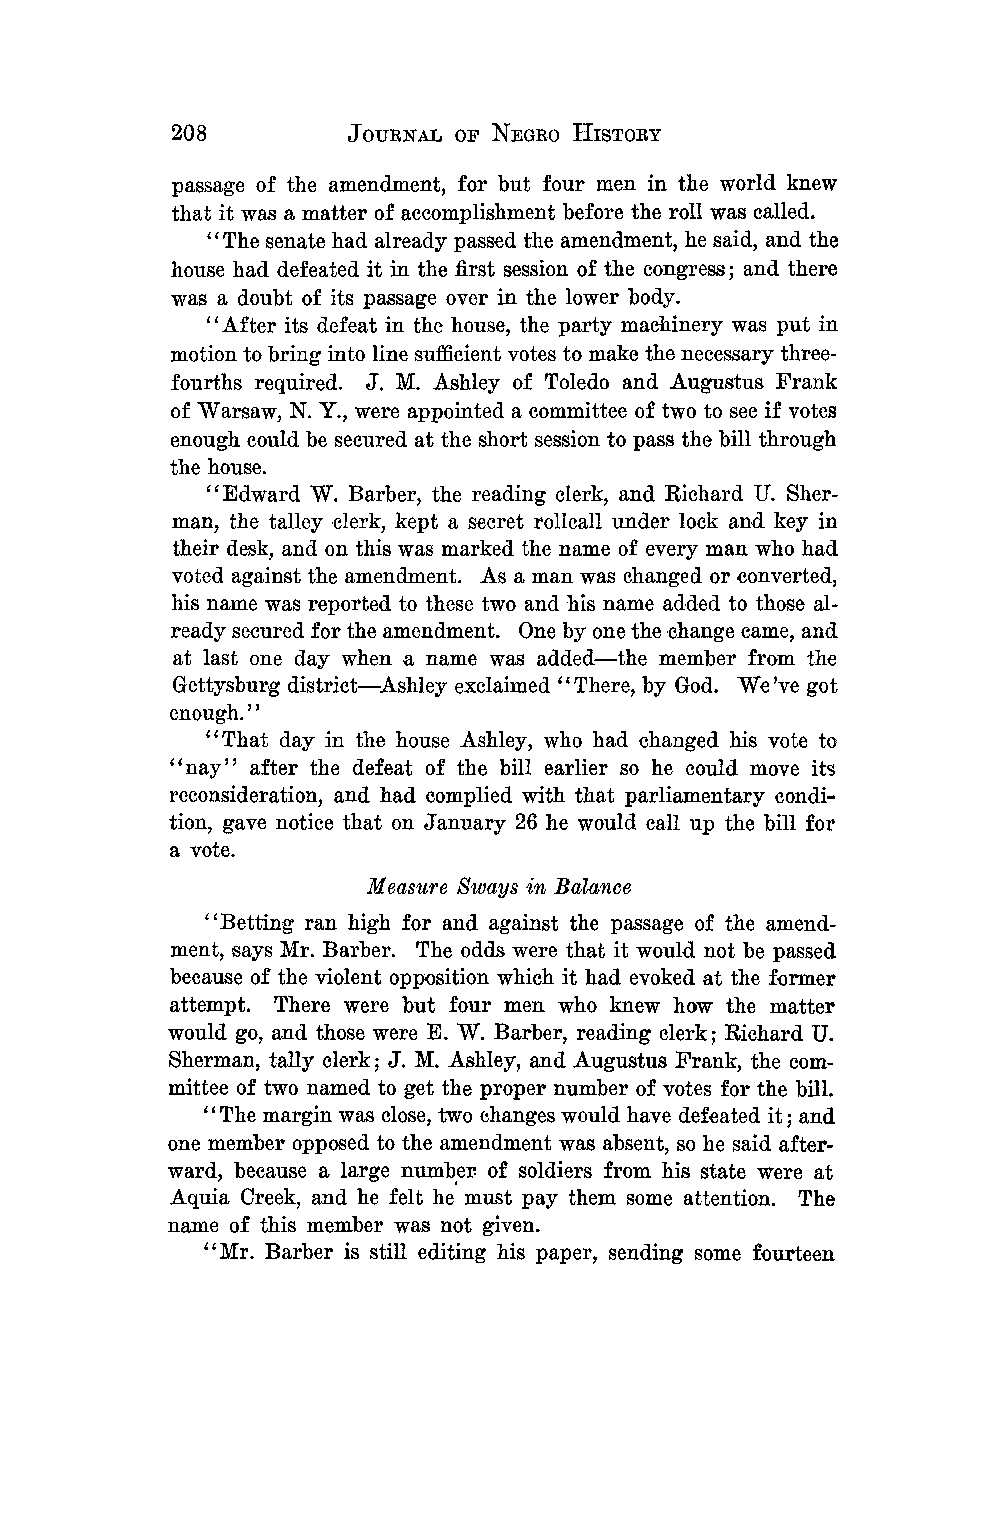 208 JOURNAL OF NEGRO HISTORY
passage of the amendment, for but four men in the world knew
that it was a matter of accomplishment before the roll was called.
“The senate had already passed the amendment, he said, and the
house had defeated it in the first session of the congress; and there
was a doubt of its passage over in the lower body.
“After its defeat in the house, the party machinery was put in
motion to bring into line sufficient votes to make the necessary three-
fourths required. J. M. Ashley of Toledo and Augustus Frank
of Warsaw, N. Y., were appointed a committee of two to see if votes
enough could be secured at the short session to pass the bill through
the house.
“Edward W. Barber, the reading clerk, and Richard U. Sher-
man, the talley clerk, kept a secret rollcall under lock and key in
their desk, and on this was marked the name of every man who had
voted against the amendment. As a man was changed or converted,
his name was reported to these two and his name added to those al-
ready secured for the amendment. One by one the change came, and
at last one day when a name was added—the member from the
Gettysburg district—Ashley exclaimed “There, by God. We've got
enough.”
“That day in the house Ashley, who had changed his vote to
“nay” after the defeat of the bill earlier so he could move its
reconsideration, and had complied with that parliamentary condi-
tion, gave notice that on January 26 he would call up the bill for
a vote.
Measure Sways in Balance
“Betting ran high for and against the passage of the amend-
ment, says Mr. Barber. The odds were that it would not be passed
because of the violent opposition which it had evoked at the former
attempt. There were but four men who knew how the matter
would go, and those were E. W. Barber, reading clerk; Richard U.
Sherman, tally clerk; J. M. Ashley, and Augustus Frank, the com-
mittee of two named to get the proper number of votes for the bill.
“The margin was close, two changes would have defeated it; and
one member opposed to the amendment was absent, so he said after-
ward, because a large number of soldiers from his state were at
Aquia Creek, and he felt he must pay them some attention. The
name of this member was not given.
“Mr. Barber is still editing his paper, sending some fourteen